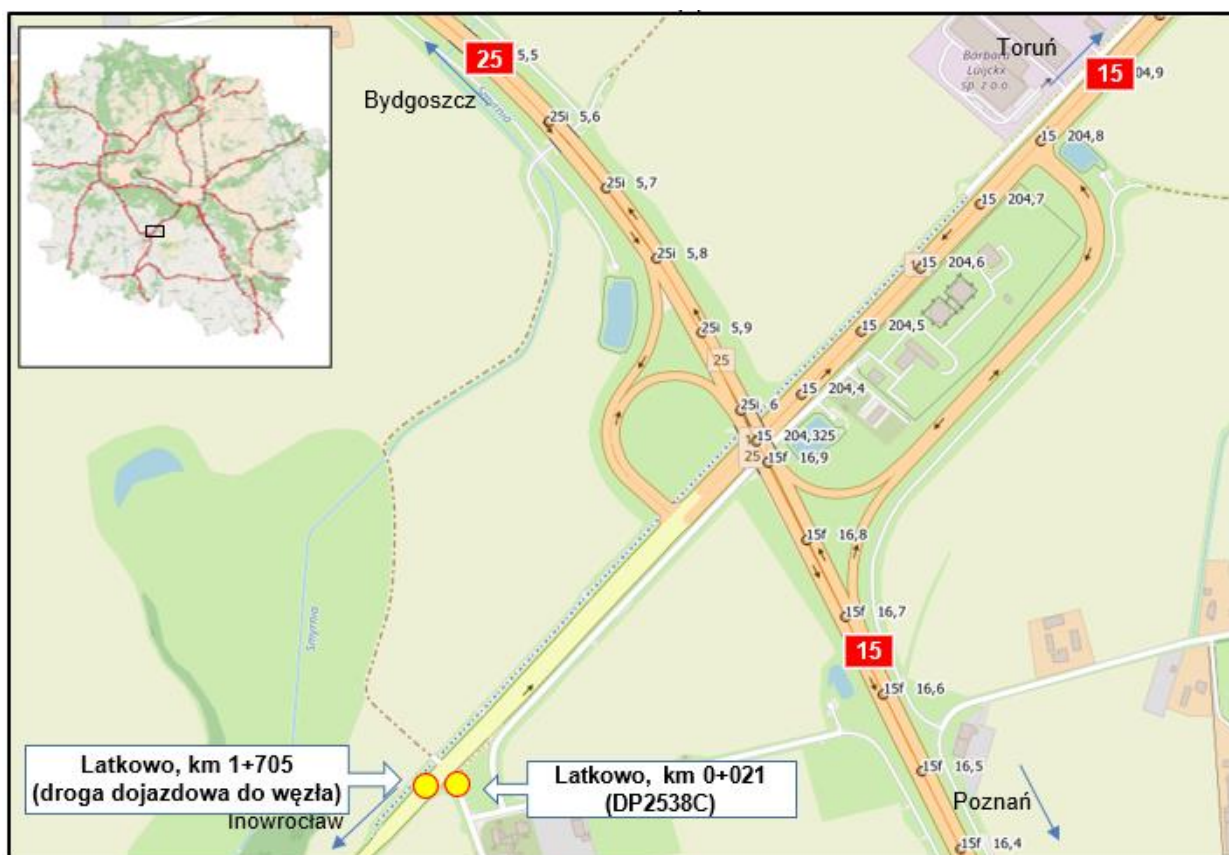 25
5,5
Toruń
Barbara
Luijckx
sp. z o.o.
15
204,9
Bydgoszcz
Smyrnia
25i 5,6
15 204,8
25i 5,7
15 204,7
25i 5,8
15 204,6
25i 5,9
15 204,5
25
15 204,4
25i 6
15 204,325
25
15f 16,9
15f 16,8
15f 16,7
Smyrnia
15
15f 16,6
Latkowo, km 1+705
(droga dojazdowa do węzła)
Latkowo, km 0+021
(DP2538C)
15f 16,5
Poznań
Inowrocław
15f 16,4